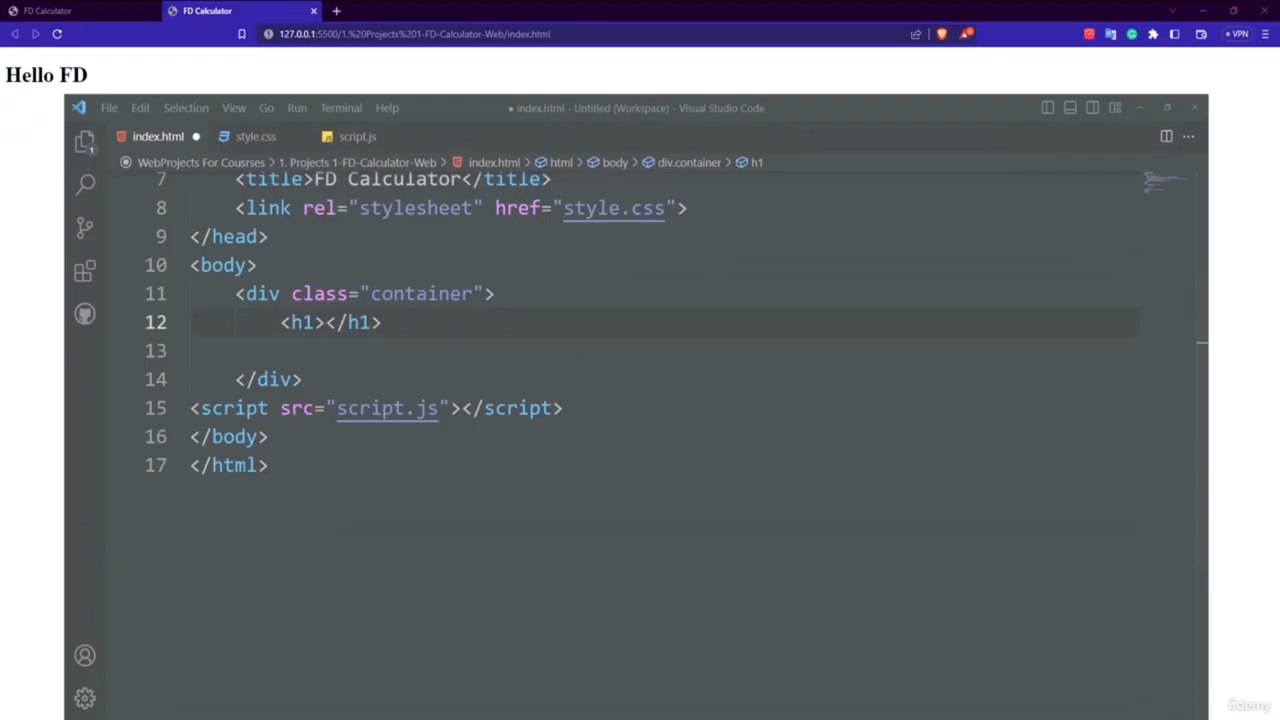 FD Calculator
FD Calculator
127.0.0.1:5500/1.%20Projects%201-FD-Calculator-Web/index.html
VPN
Hello FD
File Edit Selection View Go Run Terminal Help
● index.html - Untitled (Workspace) - Visual Studio Code
index.html ● style.css script.js
WebProjects For Coursses > 1. Projects 1-FD-Calculator-Web > index.html > html > body > div.container > h1
7 <title>FD Calculator</title>
8 <link rel="stylesheet" href="style.css">
9 </head>
10 <body>
11 <div class="container">
12 <h1></h1>
13
14 </div>
15 <script src="script.js"></script>
16 </body>
17 </html>
1
ûdemy